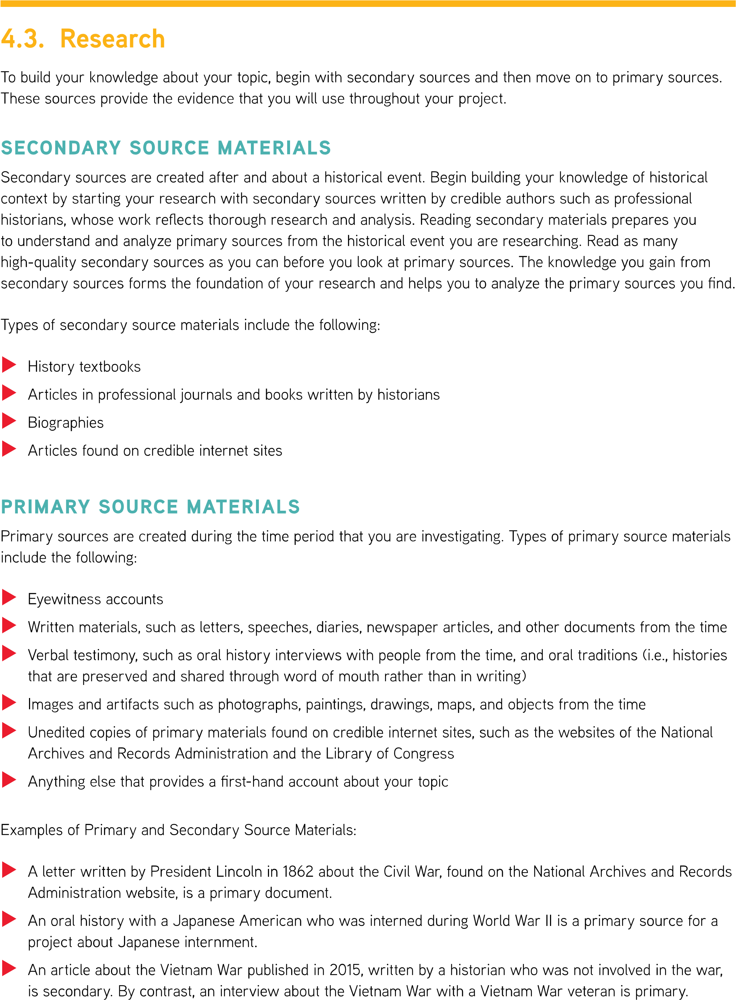 4.3. Research
To build your knowledge about your topic, begin with secondary sources and then move on to primary sources.
These sources provide the evidence that you will use throughout your project.
SECONDARY SOURCE MATERIALS
Secondary sources are created after and about a historical event. Begin building your knowledge of historical
context by starting your research with secondary sources written by credible authors such as professional
historians, whose work reflects thorough research and analysis. Reading secondary materials prepares you
to understand and analyze primary sources from the historical event you are researching. Read as many
high-quality secondary sources as you can before you look at primary sources. The knowledge you gain from
secondary sources forms the foundation of your research and helps you to analyze the primary sources you find.
Types of secondary source materials include the following:
History textbooks
Articles in professional journals and books written by historians
Biographies
Articles found on credible internet sites
PRIMARY SOURCE MATERIALS
Primary sources are created during the time period that you are investigating. Types of primary source materials
include the following:
Eyewitness accounts
Written materials, such as letters, speeches, diaries, newspaper articles, and other documents from the time
Verbal testimony, such as oral history interviews with people from the time, and oral traditions (i.e., histories
that are preserved and shared through word of mouth rather than in writing)
Images and artifacts such as photographs, paintings, drawings, maps, and objects from the time
Unedited copies of primary materials found on credible internet sites, such as the websites of the National
Archives and Records Administration and the Library of Congress
Anything else that provides a first-hand account about your topic
Examples of Primary and Secondary Source Materials:
A letter written by President Lincoln in 1862 about the Civil War, found on the National Archives and Records
Administration website, is a primary document.
An oral history with a Japanese American who was interned during World War II is a primary source for a
project about Japanese internment.
An article about the Vietnam War published in 2015, written by a historian who was not involved in the war,
is secondary. By contrast, an interview about the Vietnam War with a Vietnam War veteran is primary.